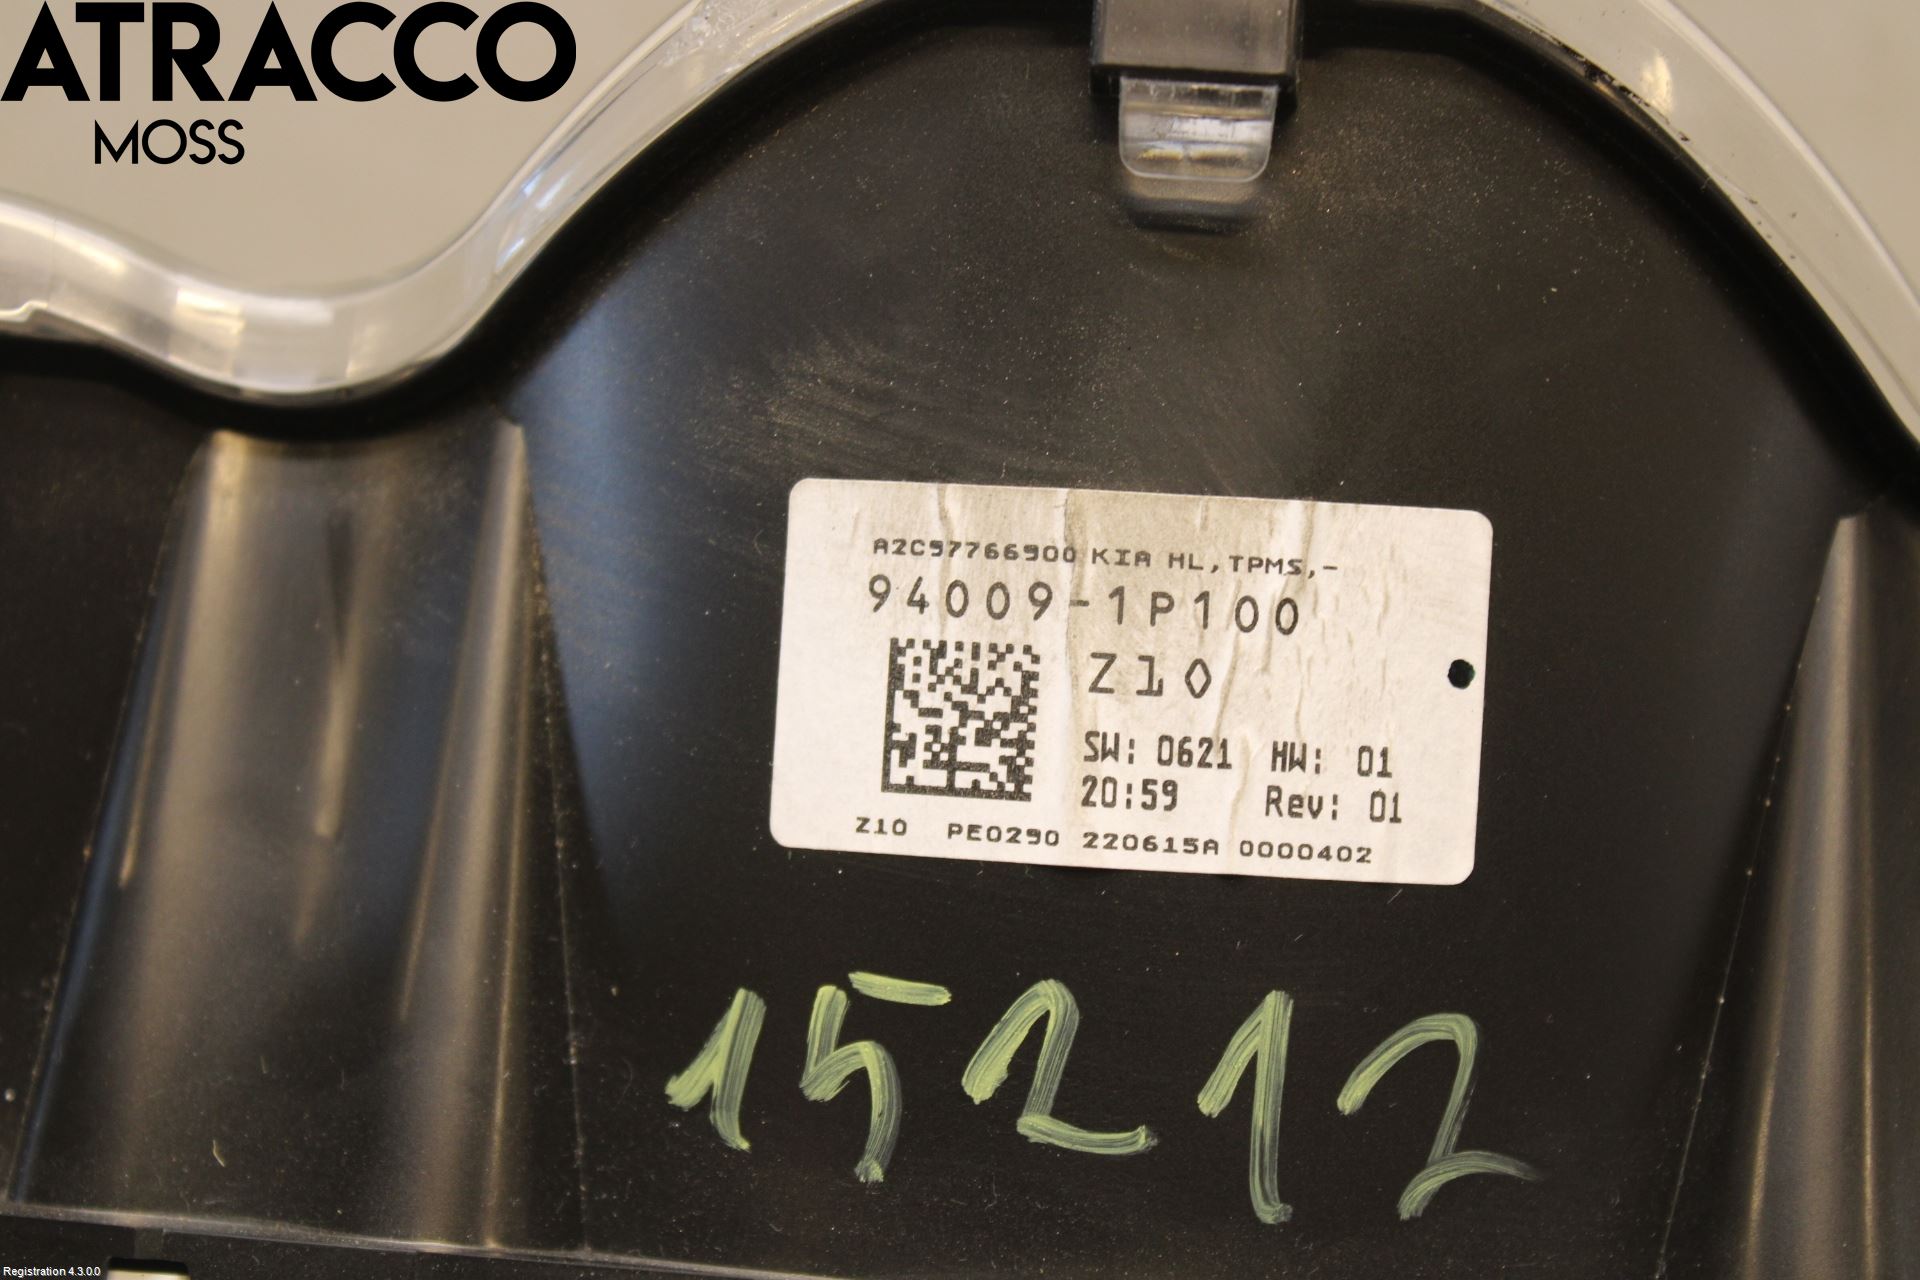 ATRACCO
MOSS
A2C97766900 KIA HL,TPMS,-
94009-1P100
Z10
SW: 0621 HW: 01
20:59 Rev: 01
Z10 PE0290 220615A 0000402
15212
Registration 4.3.0.0